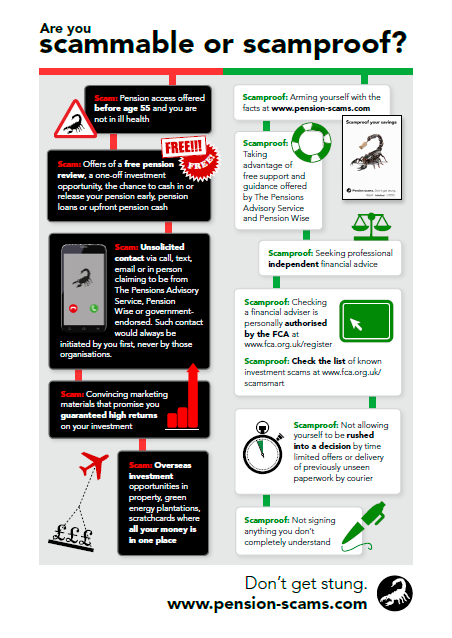 Are you
scammable or scamproof?
Scam: Pension access offered
before age 55 and you are
not in ill health
FREE!!!
FREE!
Scam: Offers of a free pension
review, a one-off investment
opportunity, the chance to cash in or
release your pension early, pension
loans or upfront pension cash
Scam: Unsolicited
contact via call, text,
email or in person
claiming to be from
The Pensions Advisory
Service, Pension
Wise or government-
endorsed. Such contact
would always be
initiated by you first, never by those
organisations.
Scam: Convincing marketing
materials that promise you
guaranteed high returns
on your investment
Scam: Overseas
investment
opportunities in
property, green
energy plantations,
scratchcards where
all your money is
in one place
£££
Scamproof: Arming yourself with the
facts at www.pension-scams.com
Scamproof:
Taking
advantage of
free support and
guidance offered
by The Pensions
Advisory Service
and Pension Wise
Scamproof your savings
Scamproof: Seeking professional
independent financial advice
Scamproof: Checking
a financial adviser is
personally authorised
by the FCA at
www.fca.org.uk/register
Scamproof: Check the list of known
investment scams at www.fca.org.uk/
scamsmart
Scamproof: Not allowing
yourself to be rushed
into a decision by time
limited offers or delivery
of previously unseen
paperwork by courier
Scamproof: Not signing
anything you don't
completely understand
Don't get stung.
www.pension-scams.com